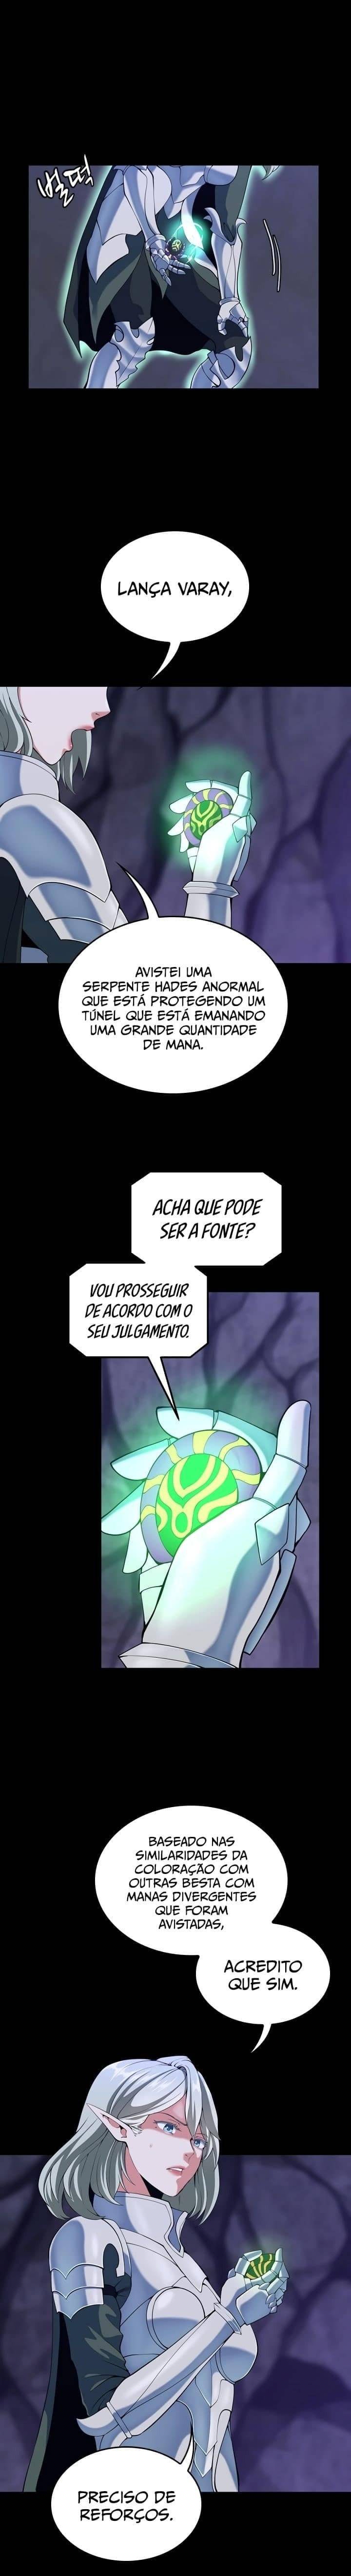 벌떡
LANÇA VARAY,
AVISTEI UMA
SERPENTE HADES ANORMAL
QUE ESTÁ PROTEGENDO UM
TÚNEL QUE ESTÁ EMANANDO
UMA GRANDE QUANTIDADE
DE MANA.
ACHA QUE PODE
SER A FONTE?
VOU PROSSEGUIR
DE ACORDO COM O
SEU JULGAMENTO.
BASEADO NAS
SIMILARIDADES DA
COLORAÇÃO COM
OUTRAS BESTA COM
MANAS DIVERGENTES
QUE FORAM
AVISTADAS,
ACREDITO
QUE SIM.
PRECISO DE
REFORÇOS.